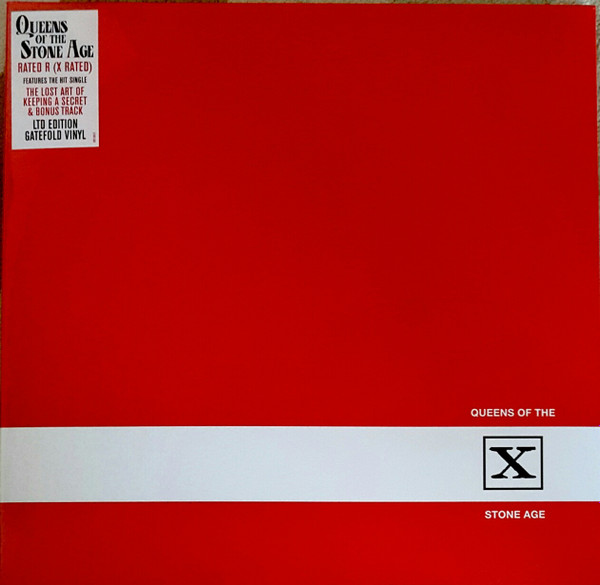 QUEENS
OF THE
STONE AGE
RATED R (X RATED)
FEATURES THE HIT SINGLE
THE LOST ART OF
KEEPING A SECRET
& BONUS TRACK
LTD EDITION
GATEFOLD VINYL
QUEENS OF THE
X
STONE AGE